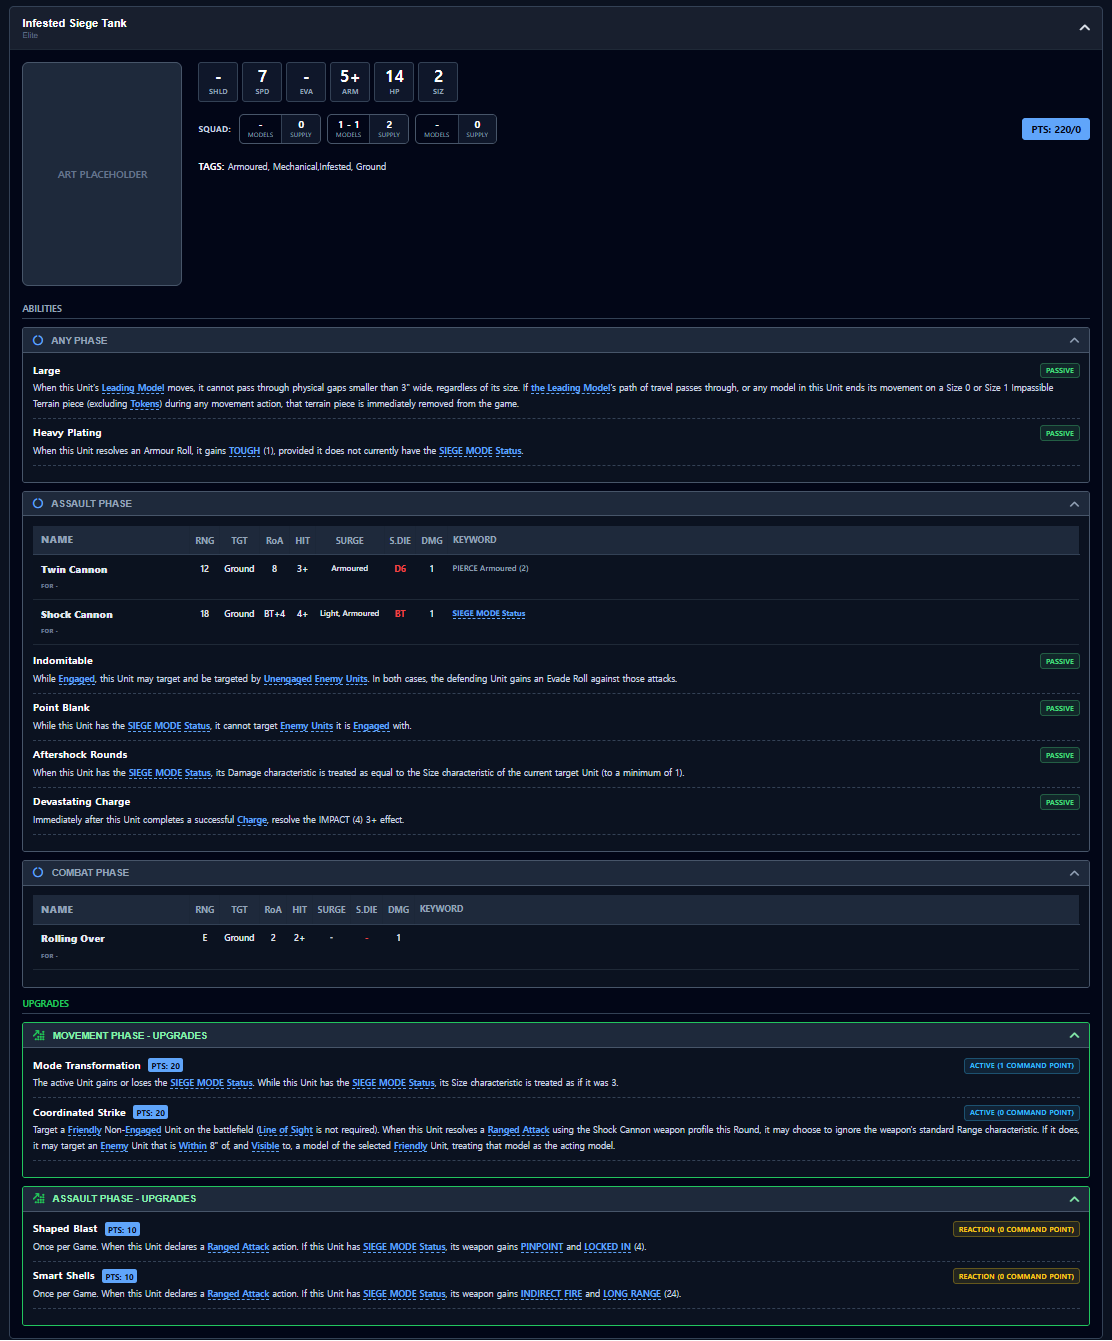 Infested Siege Tank
Elite
ART PLACEHOLDER
- 7 - 5+ 14 2
SHLD SPD EVA ARM HP SIZ
SQUAD: - MODELS 0 SUPPLY 1 - 1 MODELS 2 SUPPLY - MODELS 0 SUPPLY
PTS: 220/0
TAGS: Armoured, Mechanical,Infested, Ground
ABILITIES
ANY PHASE
Large PASSIVE
When this Unit's Leading Model moves, it cannot pass through physical gaps smaller than 3" wide, regardless of its size. If the Leading Model's path of travel passes through, or any model in this Unit ends its movement on a Size 0 or Size 1 Impassible
Terrain piece (excluding Tokens) during any movement action, that terrain piece is immediately removed from the game.
Heavy Plating PASSIVE
When this Unit resolves an Armour Roll, it gains TOUGH (1), provided it does not currently have the SIEGE MODE Status.
ASSAULT PHASE
NAME RNG TGT RoA HIT SURGE S.DIE DMG KEYWORD
Twin Cannon 12 Ground 8 3+ Armoured D6 1 PIERCE Armoured (2)
FOR -
Shock Cannon 18 Ground BT+4 4+ Light, Armoured BT 1 SIEGE MODE Status
FOR -
Indomitable PASSIVE
While Engaged, this Unit may target and be targeted by Unengaged Enemy Units. In both cases, the defending Unit gains an Evade Roll against those attacks.
Point Blank PASSIVE
While this Unit has the SIEGE MODE Status, it cannot target Enemy Units it is Engaged with.
Aftershock Rounds PASSIVE
When this Unit has the SIEGE MODE Status, its Damage characteristic is treated as equal to the Size characteristic of the current target Unit (to a minimum of 1).
Devastating Charge PASSIVE
Immediately after this Unit completes a successful Charge, resolve the IMPACT (4) 3+ effect.
COMBAT PHASE
NAME RNG TGT RoA HIT SURGE S.DIE DMG KEYWORD
Rolling Over E Ground 2 2+ - - 1
FOR -
UPGRADES
MOVEMENT PHASE - UPGRADES
Mode Transformation PTS: 20 ACTIVE (1 COMMAND POINT)
The active Unit gains or loses the SIEGE MODE Status. While this Unit has the SIEGE MODE Status, its Size characteristic is treated as if it was 3.
Coordinated Strike PTS: 20 ACTIVE (0 COMMAND POINT)
Target a Friendly Non-Engaged Unit on the battlefield (Line of Sight is not required). When this Unit resolves a Ranged Attack using the Shock Cannon weapon profile this Round, it may choose to ignore the weapon's standard Range characteristic. If it does,
it may target an Enemy Unit that is Within 8" of, and Visible to, a model of the selected Friendly Unit, treating that model as the acting model.
ASSAULT PHASE - UPGRADES
Shaped Blast PTS: 10 REACTION (0 COMMAND POINT)
Once per Game. When this Unit declares a Ranged Attack action. If this Unit has SIEGE MODE Status, its weapon gains PINPOINT and LOCKED IN (4).
Smart Shells PTS: 10 REACTION (0 COMMAND POINT)
Once per Game. When this Unit declares a Ranged Attack action. If this Unit has SIEGE MODE Status, its weapon gains INDIRECT FIRE and LONG RANGE (24).